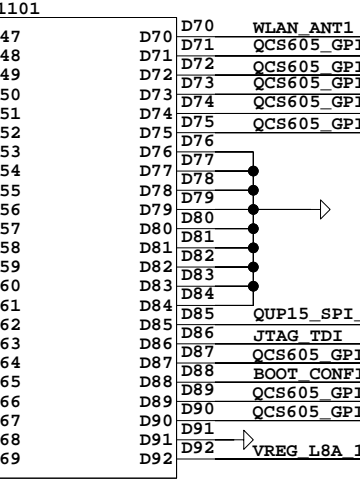 1101
47 D70 D70 WLAN_ANT1
48 D71 D71 QCS605_GPI
49 D72 D72 QCS605_GPI
50 D73 D73 QCS605_GPI
51 D74 D74 QCS605_GPI
52 D75 D75 QCS605_GPI
53 D76 D76
54 D77 D77
55 D78 D78
56 D79 D79
57 D80 D80
58 D81 D81
59 D82 D82
60 D83 D83
61 D84 D84
62 D85 D85 QUP15_SPI_
63 D86 D86 JTAG_TDI
64 D87 D87 QCS605_GPI
65 D88 D88 BOOT_CONFI
66 D89 D89 QCS605_GPI
67 D90 D90 QCS605_GPI
68 D91 D91
69 D92 D92 VREG_L8A_1